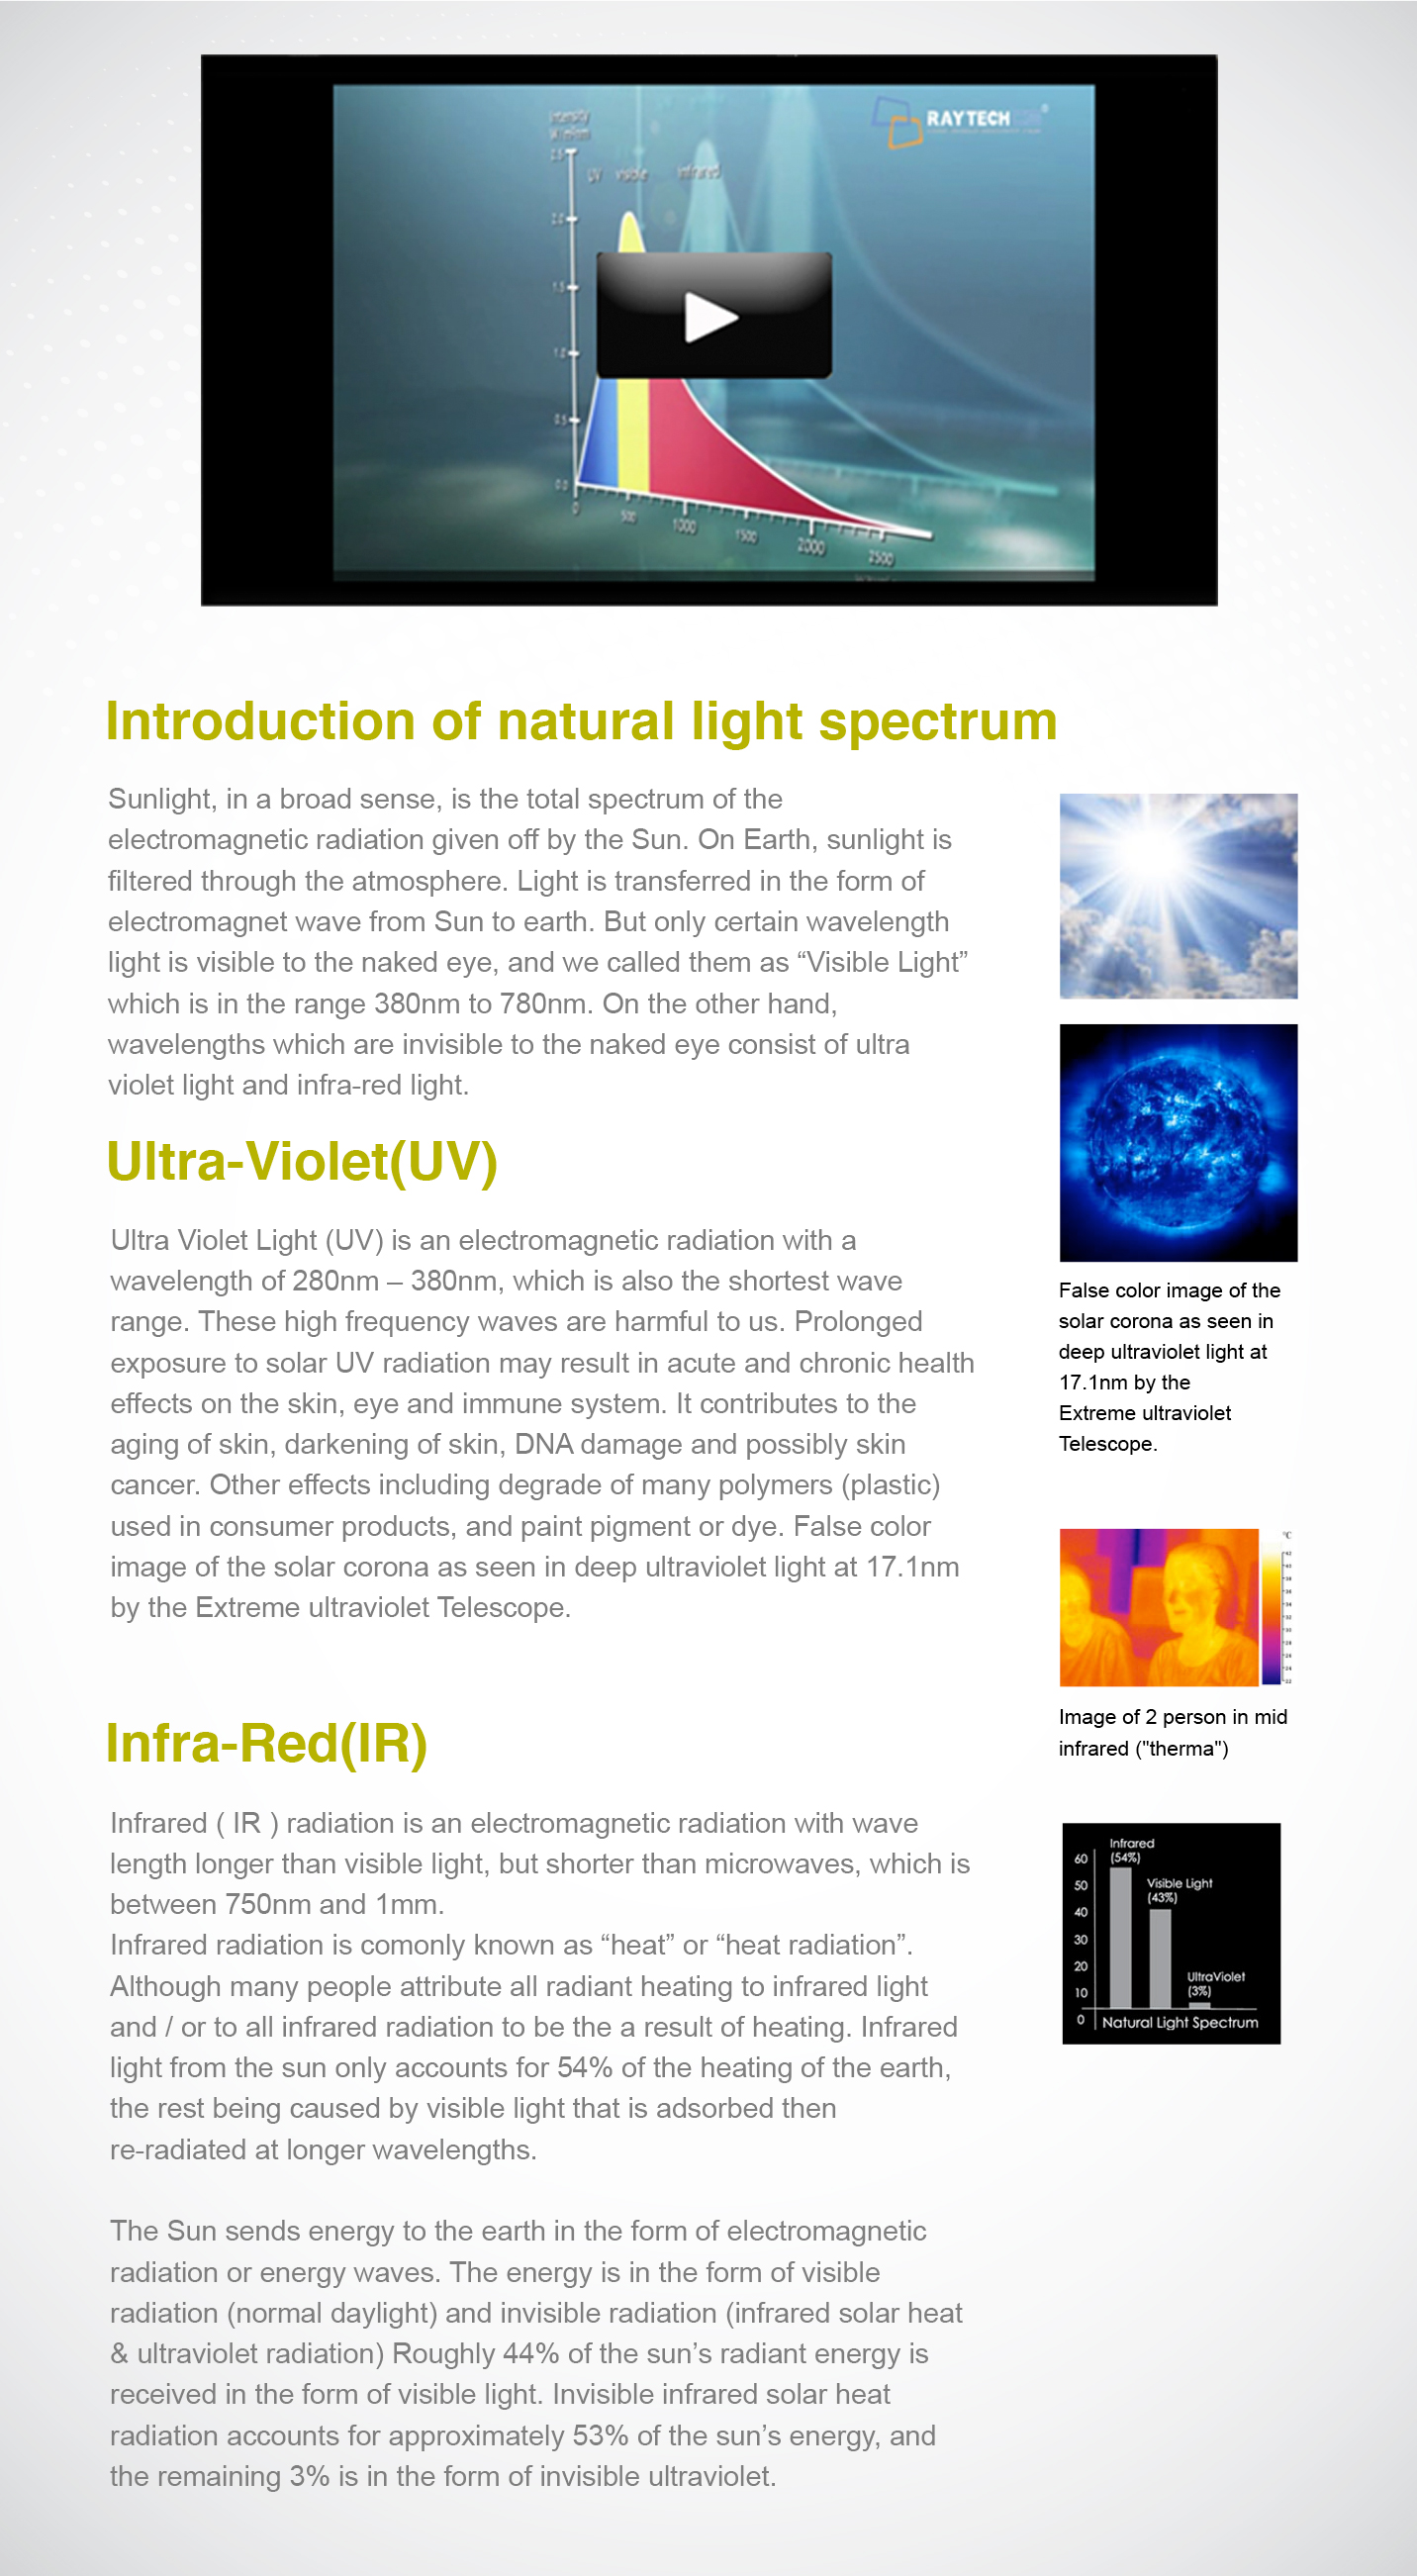 RAYTECH
Intensity
UV visible infrared
2.0
1.5
1.0
0.5
0.0
0 500 1000 1500 2000 2500
Introduction of natural light spectrum
Sunlight, in a broad sense, is the total spectrum of the
electromagnetic radiation given off by the Sun. On Earth, sunlight is
filtered through the atmosphere. Light is transferred in the form of
electromagnet wave from Sun to earth. But only certain wavelength
light is visible to the naked eye, and we called them as “Visible Light”
which is in the range 380nm to 780nm. On the other hand,
wavelengths which are invisible to the naked eye consist of ultra
violet light and infra-red light.
Ultra-Violet(UV)
Ultra Violet Light (UV) is an electromagnetic radiation with a
wavelength of 280nm – 380nm, which is also the shortest wave
range. These high frequency waves are harmful to us. Prolonged
exposure to solar UV radiation may result in acute and chronic health
effects on the skin, eye and immune system. It contributes to the
aging of skin, darkening of skin, DNA damage and possibly skin
cancer. Other effects including degrade of many polymers (plastic)
used in consumer products, and paint pigment or dye. False color
image of the solar corona as seen in deep ultraviolet light at 17.1nm
by the Extreme ultraviolet Telescope.
False color image of the
solar corona as seen in
deep ultraviolet light at
17.1nm by the
Extreme ultraviolet
Telescope.
°C
42
40
38
36
34
32
30
28
26
24
22
Image of 2 person in mid
infrared ("therma")
Infra-Red(IR)
Infrared ( IR ) radiation is an electromagnetic radiation with wave
length longer than visible light, but shorter than microwaves, which is
between 750nm and 1mm.
Infrared radiation is comonly known as “heat” or “heat radiation”.
Although many people attribute all radiant heating to infrared light
and / or to all infrared radiation to be the a result of heating. Infrared
light from the sun only accounts for 54% of the heating of the earth,
the rest being caused by visible light that is adsorbed then
re-radiated at longer wavelengths.
The Sun sends energy to the earth in the form of electromagnetic
radiation or energy waves. The energy is in the form of visible
radiation (normal daylight) and invisible radiation (infrared solar heat
& ultraviolet radiation) Roughly 44% of the sun’s radiant energy is
received in the form of visible light. Invisible infrared solar heat
radiation accounts for approximately 53% of the sun’s energy, and
the remaining 3% is in the form of invisible ultraviolet.
Infrared
(54%)
Visible Light
(43%)
UltraViolet
(3%)
60
50
40
30
20
10
0
Natural Light Spectrum